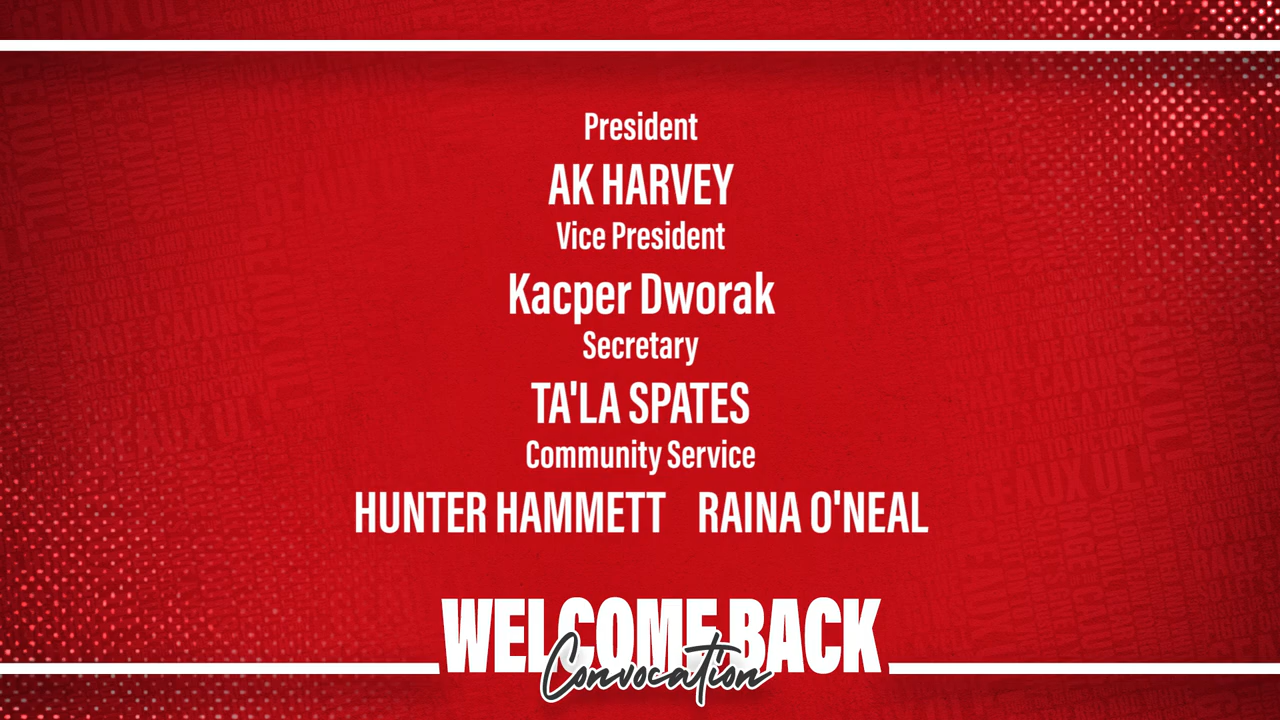 President
AK HARVEY
Vice President
Kacper Dworak
Secretary
TA'LA SPATES
Community Service
HUNTER HAMMETT RAINA O'NEAL
WELCOME BACK
Convocation